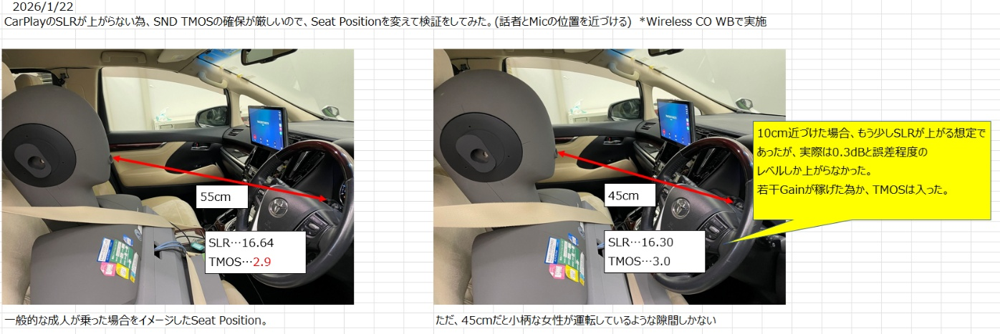 2026/1/22
CarPlayのSLRが上がらない為、SND TMOSの確保が厳しいので、Seat Positionを変えて検証をしてみた。(話者とMicの位置を近づける) *Wireless CO WBで実施
55cm
SLR…16.64
TMOS…2.9
一般的な成人が乗った場合をイメージしたSeat Position。
45cm
SLR…16.30
TMOS…3.0
10cm近づけた場合、もう少しSLRが上がる想定で
あったが、実際は0.3dBと誤差程度の
レベルしか上がらなかった。
若干Gainが稼げた為か、TMOSは入った。
ただ、45cmだと小柄な女性が運転しているような隙間しかない